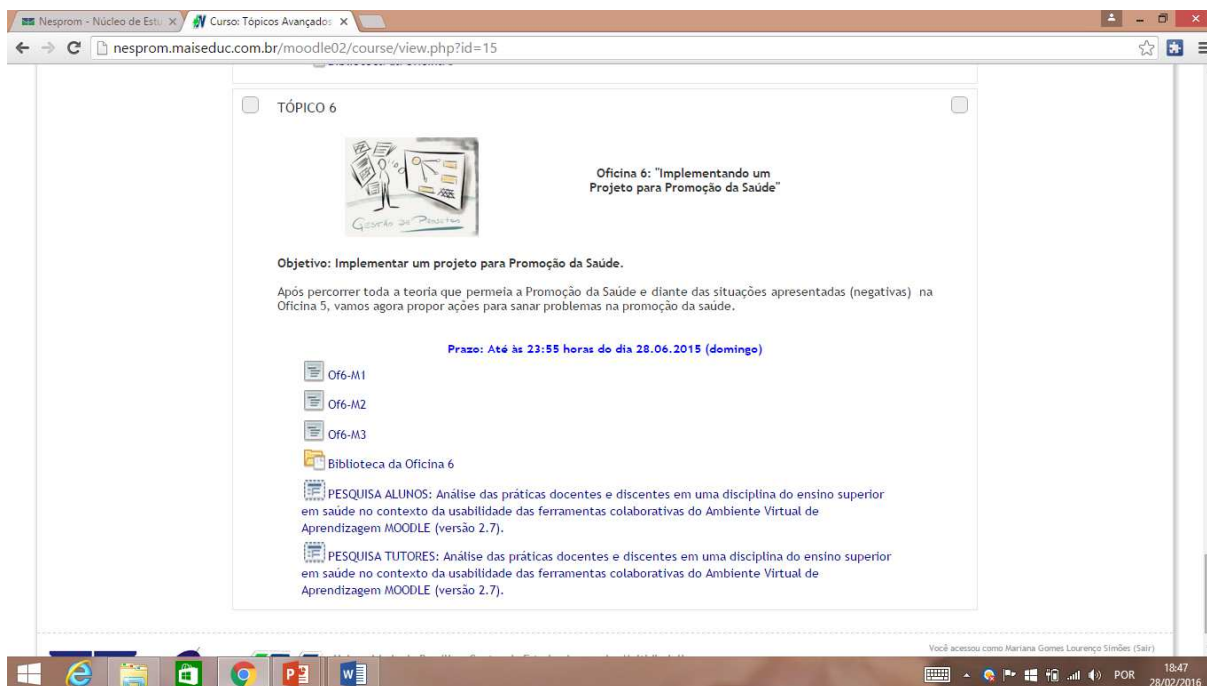 Nesprom - Núcleo de Estu
Curso: Tópicos Avançados
nesprom.maiseduc.com.br/moodle02/course/view.php?id=15
TÓPICO 6
Oficina 6: "Implementando um
Projeto para Promoção da Saúde"
Objetivo: Implementar um projeto para Promoção da Saúde.
Após percorrer toda a teoria que permeia a Promoção da Saúde e diante das situações apresentadas (negativas) na
Oficina 5, vamos agora propor ações para sanar problemas na promoção da saúde.
Prazo: Até às 23:55 horas do dia 28.06.2015 (domingo)
Of6-M1
Of6-M2
Of6-M3
Biblioteca da Oficina 6
PESQUISA ALUNOS: Análise das práticas docentes e discentes em uma disciplina do ensino superior
em saúde no contexto da usabilidade das ferramentas colaborativas do Ambiente Virtual de
Aprendizagem MOODLE (versão 2.7).
PESQUISA TUTORES: Análise das práticas docentes e discentes em uma disciplina do ensino superior
em saúde no contexto da usabilidade das ferramentas colaborativas do Ambiente Virtual de
Aprendizagem MOODLE (versão 2.7).
Você acessou como Mariana Gomes Lourenço Simões (Sair)
POR
18:47
28/02/2016